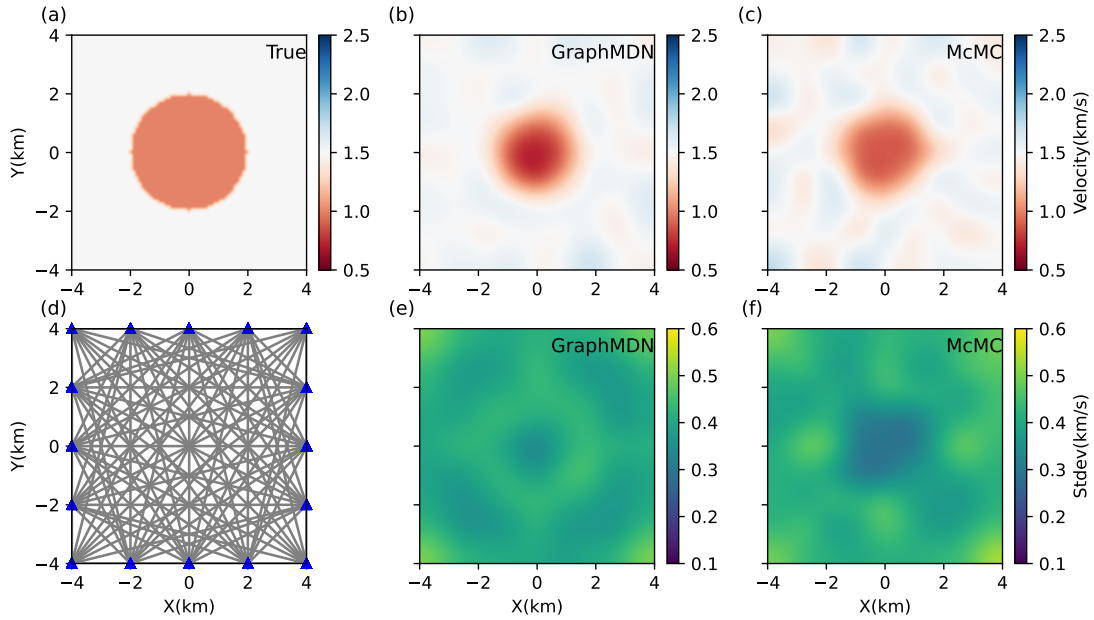 (a)
True
4
2
0
−2
−4
Y(km)
−4 −2 0 2 4
2.5
2.0
1.5
1.0
0.5
(b)
GraphMDN
−4 −2 0 2 4
2.5
2.0
1.5
1.0
0.5
(c)
McMC
−4 −2 0 2 4
2.5
2.0
1.5
1.0
0.5
Velocity(km/s)
(d)
4
2
0
−2
−4
Y(km)
−4 −2 0 2 4
X(km)
(e)
GraphMDN
−4 −2 0 2 4
X(km)
0.6
0.5
0.4
0.3
0.2
0.1
(f)
McMC
−4 −2 0 2 4
X(km)
0.6
0.5
0.4
0.3
0.2
0.1
Stdev(km/s)